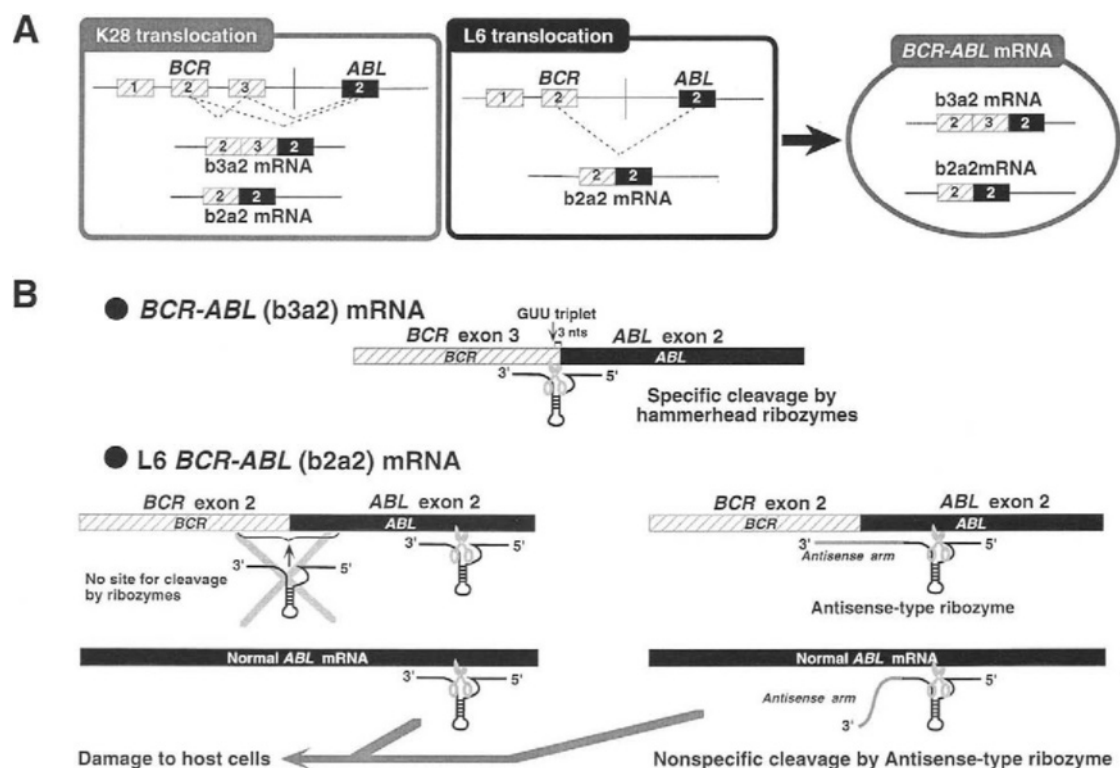 A
K28 translocation
BCR
ABL
1
2
3
2
2
3
2
b3a2 mRNA
2
2
b2a2 mRNA
L6 translocation
BCR
ABL
1
2
2
2
2
b2a2 mRNA
BCR-ABL mRNA
b3a2 mRNA
2
3
2
b2a2mRNA
2
2
B
BCR-ABL (b3a2) mRNA
GUU triplet
3 nts
BCR exon 3
ABL exon 2
BCR
ABL
3'
5'
Specific cleavage by
hammerhead ribozymes
L6 BCR-ABL (b2a2) mRNA
BCR exon 2
ABL exon 2
BCR
ABL
3'
5'
3'
5'
No site for cleavage
by ribozymes
BCR exon 2
ABL exon 2
BCR
ABL
3'
5'
Antisense arm
Antisense-type ribozyme
Normal ABL mRNA
3'
5'
Normal ABL mRNA
5'
Antisense arm
3'
Damage to host cells
Nonspecific cleavage by Antisense-type ribozyme